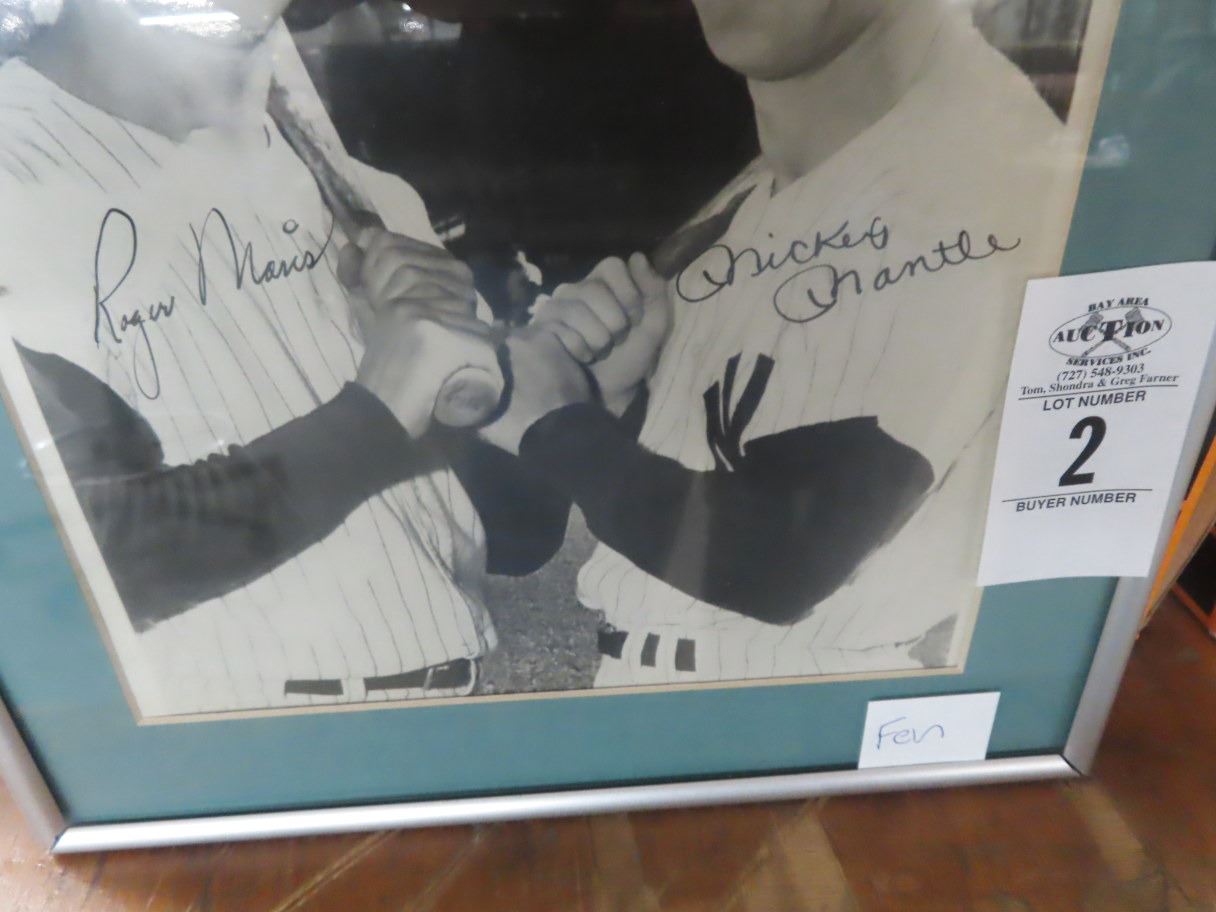 Roger Maris
Mickey
Mantle
NY
BAY AREA
AUCTION
SERVICES INC.
(727) 548-9303
Tom, Shondra & Greg Farner
LOT NUMBER
2
BUYER NUMBER